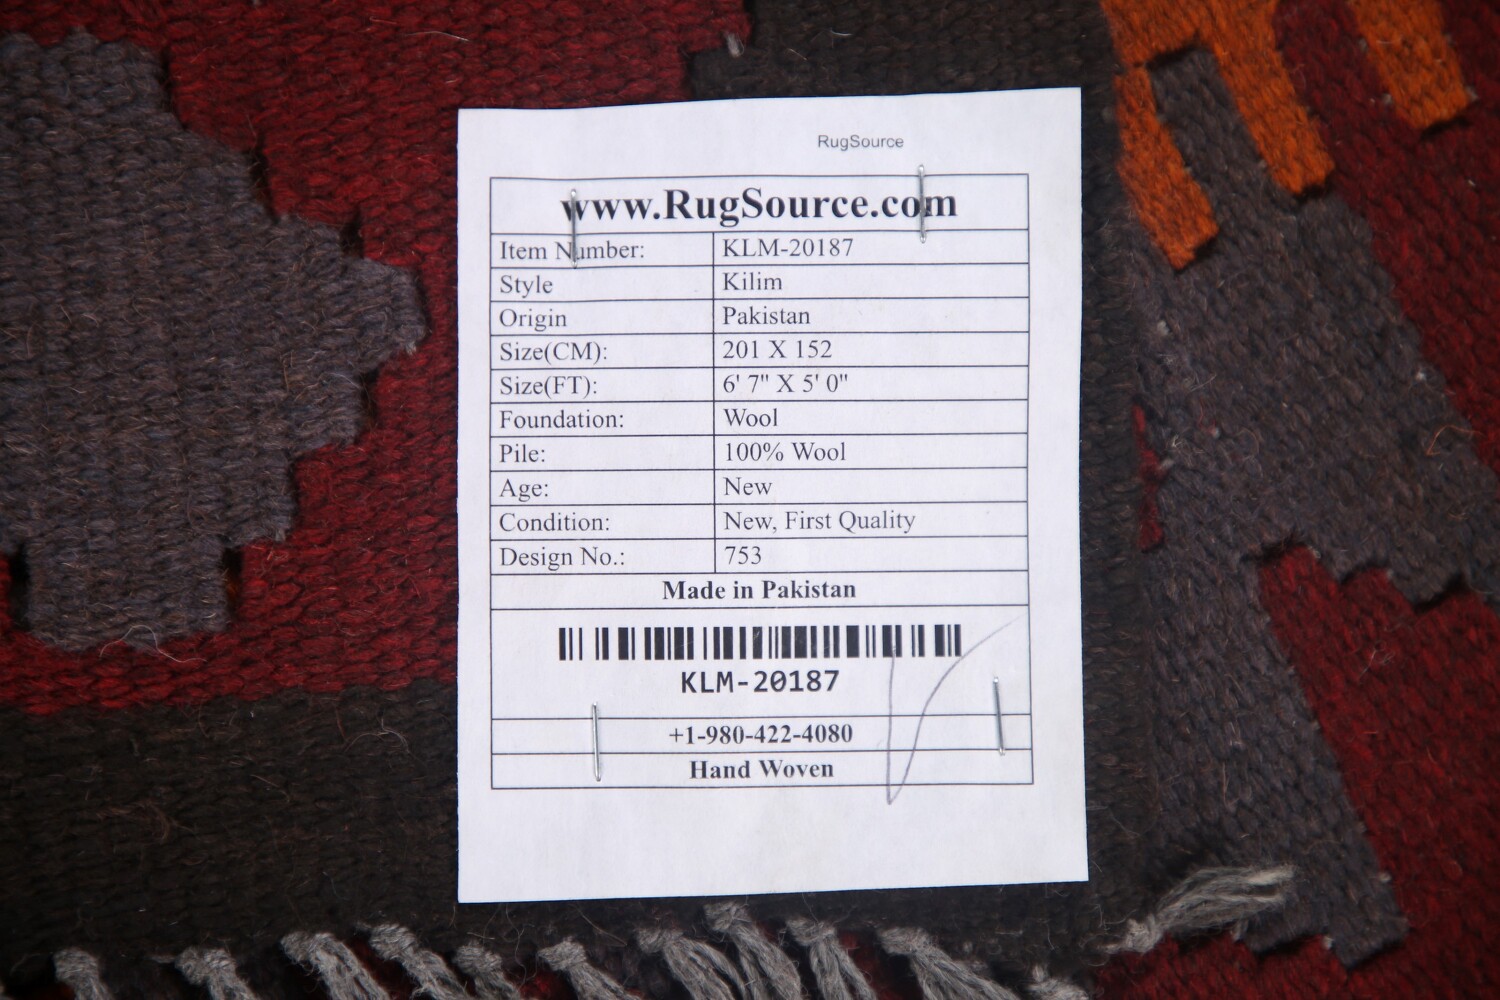 RugSource
www.RugSource.com
Item Number: KLM-20187
Style Kilim
Origin Pakistan
Size(CM): 201 X 152
Size(FT): 6' 7" X 5' 0"
Foundation: Wool
Pile: 100% Wool
Age: New
Condition: New, First Quality
Design No.: 753
Made in Pakistan
KLM-20187
+1-980-422-4080
Hand Woven